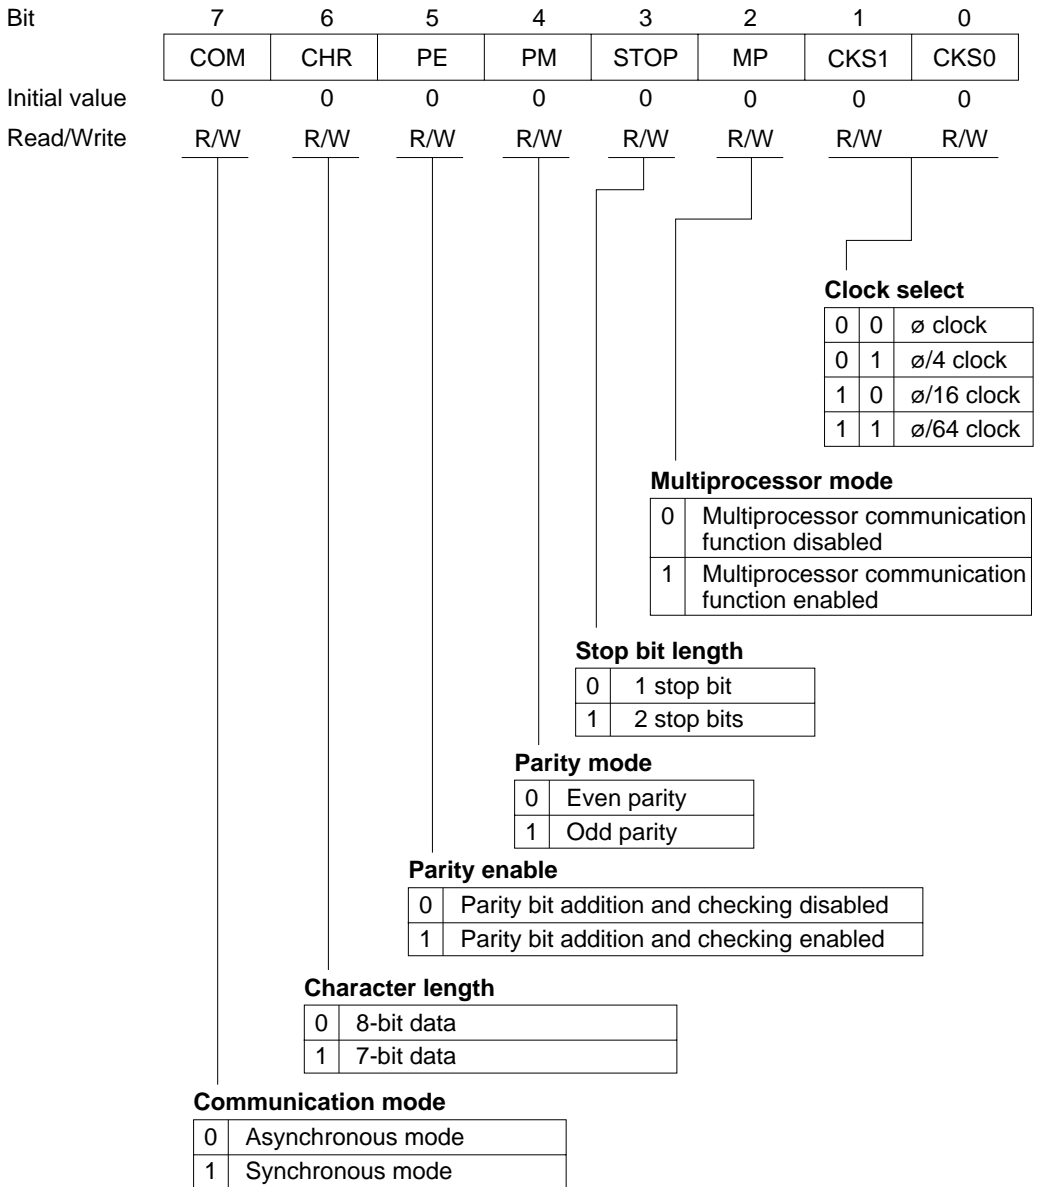 Bit 7 6 5 4 3 2 1 0
COM CHR PE PM STOP MP CKS1 CKS0
Initial value 0 0 0 0 0 0 0 0
Read/Write R/W R/W R/W R/W R/W R/W R/W R/W
Clock select
0 0 ø clock
0 1 ø/4 clock
1 0 ø/16 clock
1 1 ø/64 clock
Multiprocessor mode
0 Multiprocessor communication
function disabled
1 Multiprocessor communication
function enabled
Stop bit length
0 1 stop bit
1 2 stop bits
Parity mode
0 Even parity
1 Odd parity
Parity enable
0 Parity bit addition and checking disabled
1 Parity bit addition and checking enabled
Character length
0 8-bit data
1 7-bit data
Communication mode
0 Asynchronous mode
1 Synchronous mode